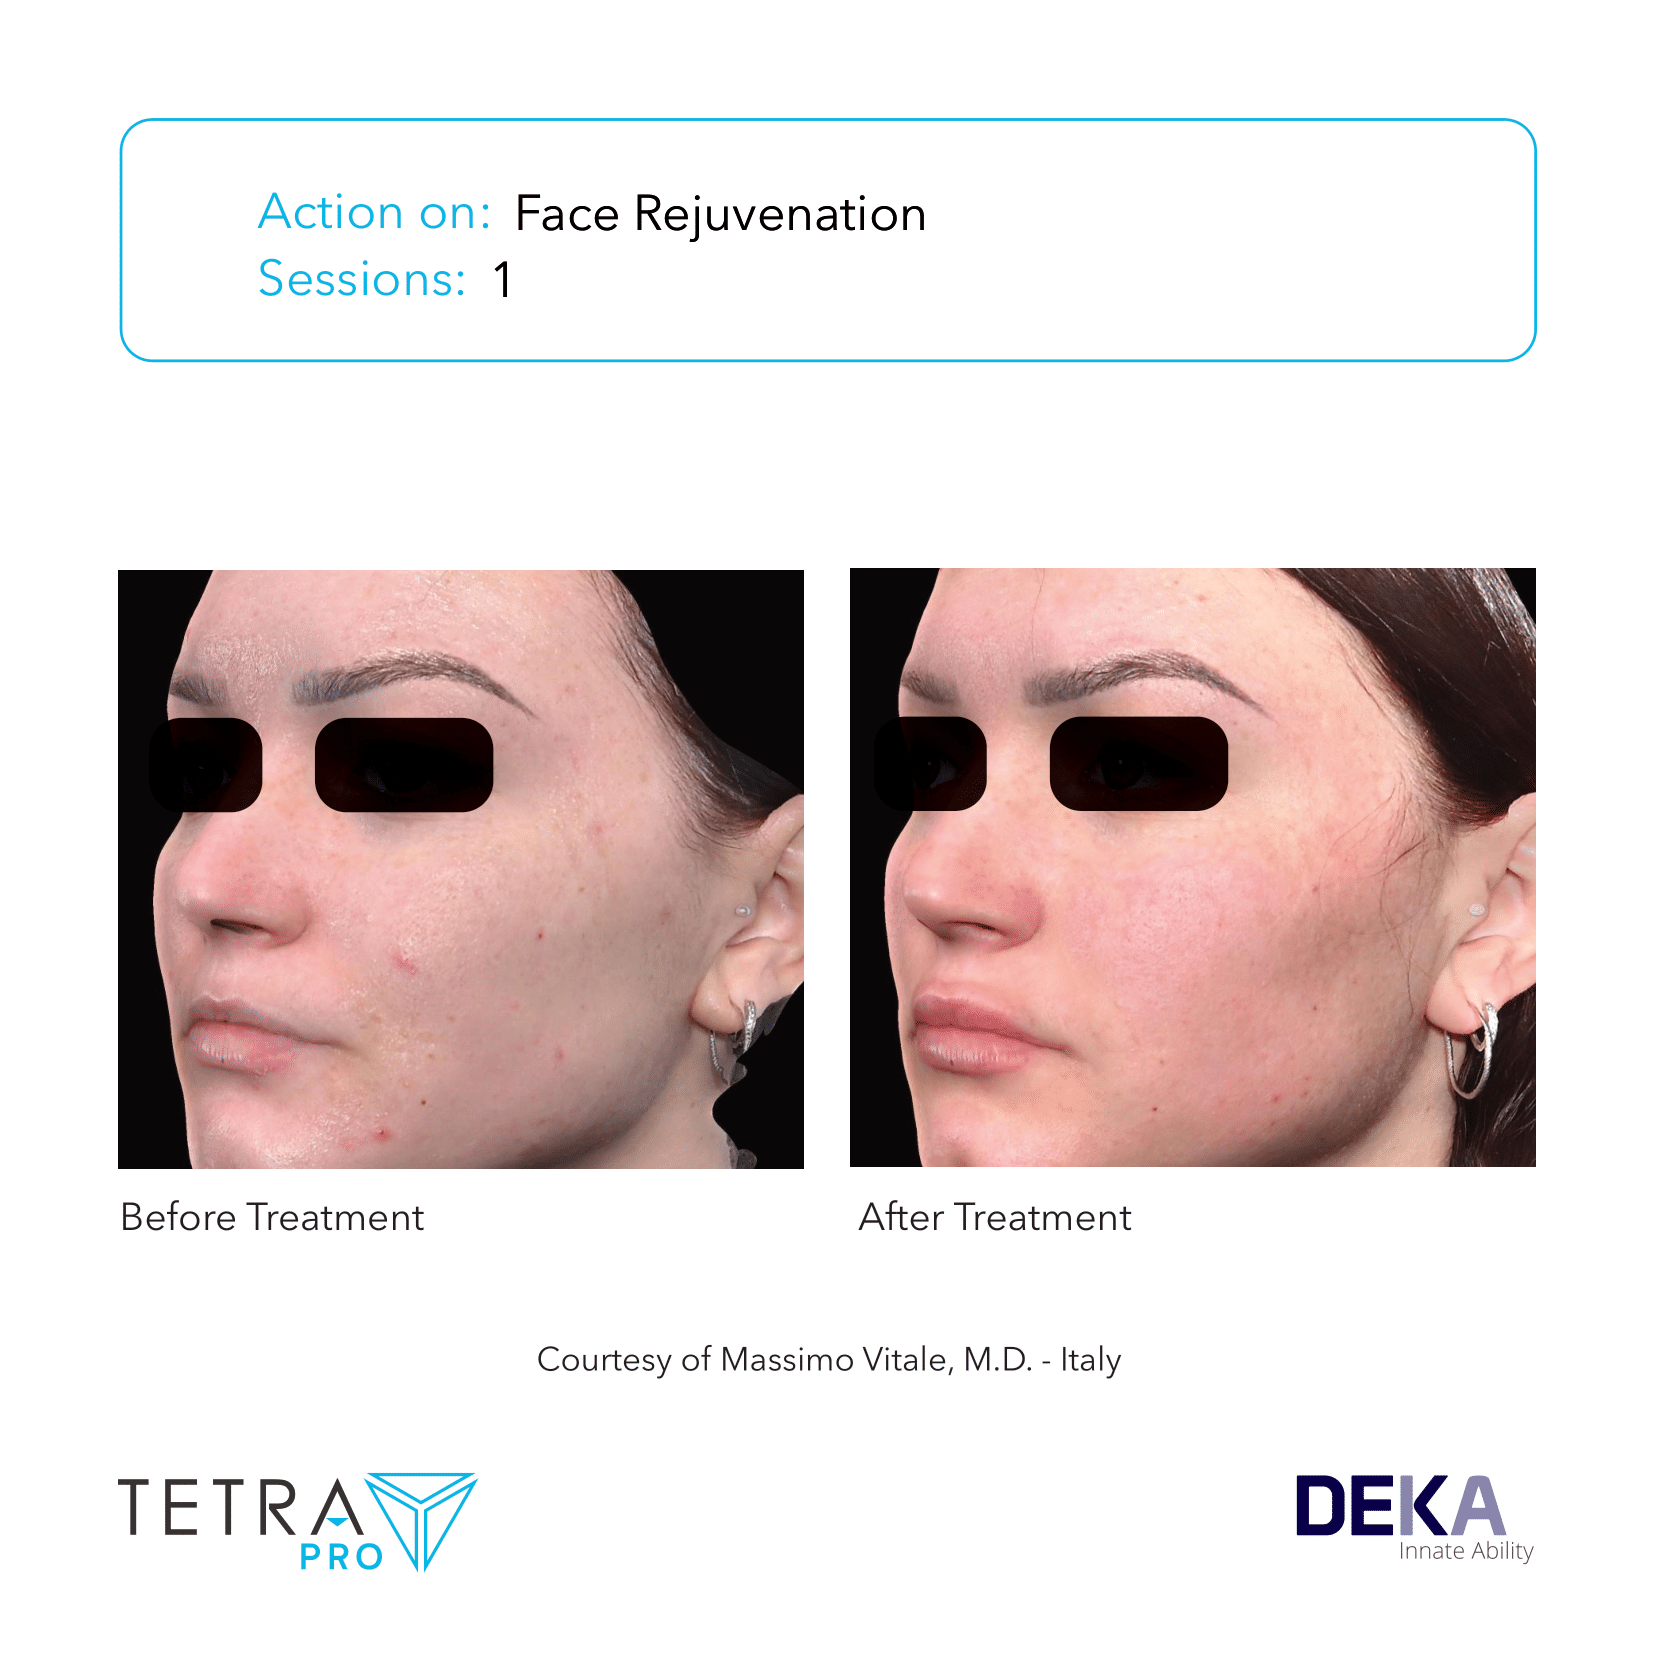 Action on: Face Rejuvenation
Sessions: 1
Before Treatment
After Treatment
Courtesy of Massimo Vitale, M.D. - Italy
TETRA
PRO
DEKA
Innate Ability